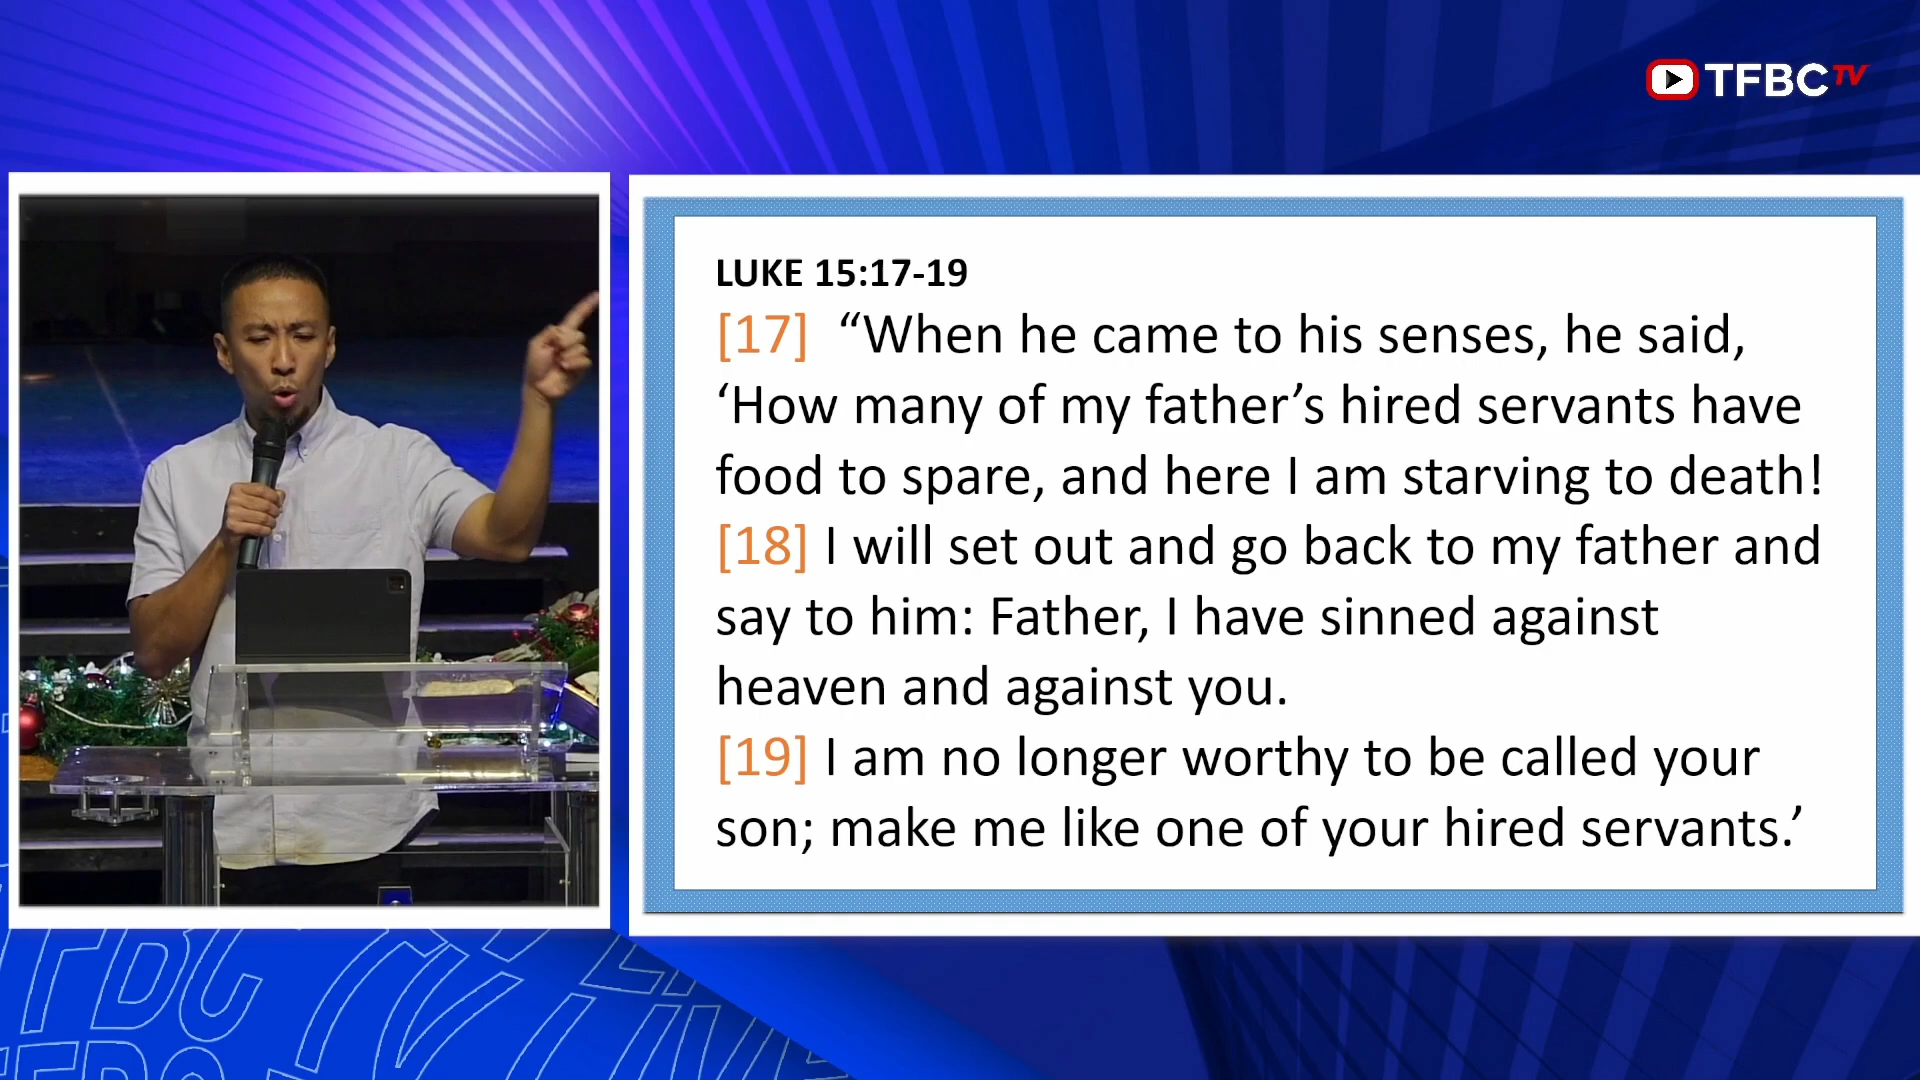 TFBC TV
LUKE 15:17-19
[17] “When he came to his senses, he said,
‘How many of my father’s hired servants have
food to spare, and here I am starving to death!
[18] I will set out and go back to my father and
say to him: Father, I have sinned against
heaven and against you.
[19] I am no longer worthy to be called your
son; make me like one of your hired servants.’
TFBC TV LIVE